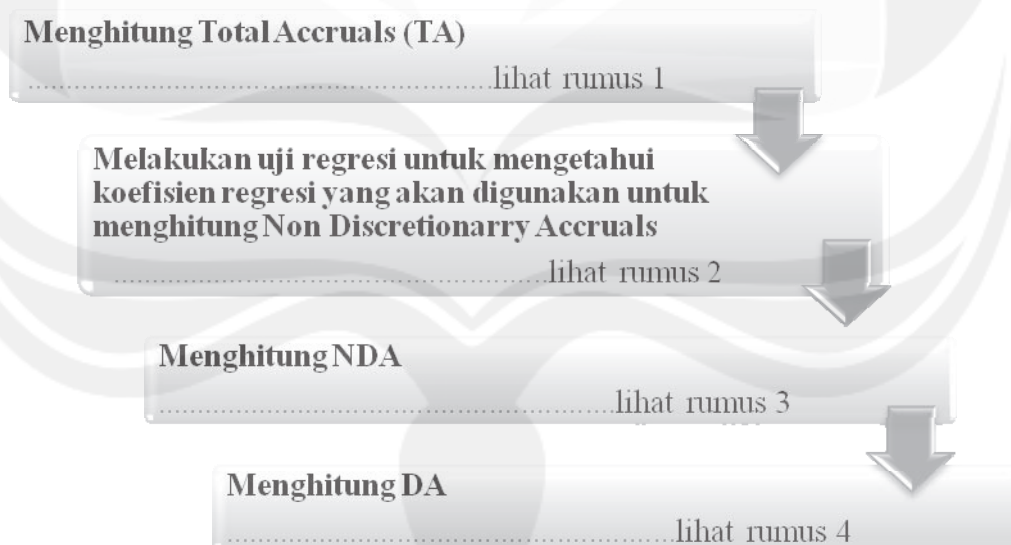 Menghitung Total Accruals (TA)
........................................................lihat rumus 1
Melakukan uji regresi untuk mengetahui
koefisien regresi yang akan digunakan untuk
menghitung Non Discretionarry Accruals
....................................................lihat rumus 2
Menghitung NDA
.......................................................lihat rumus 3
Menghitung DA
......................................................lihat rumus 4